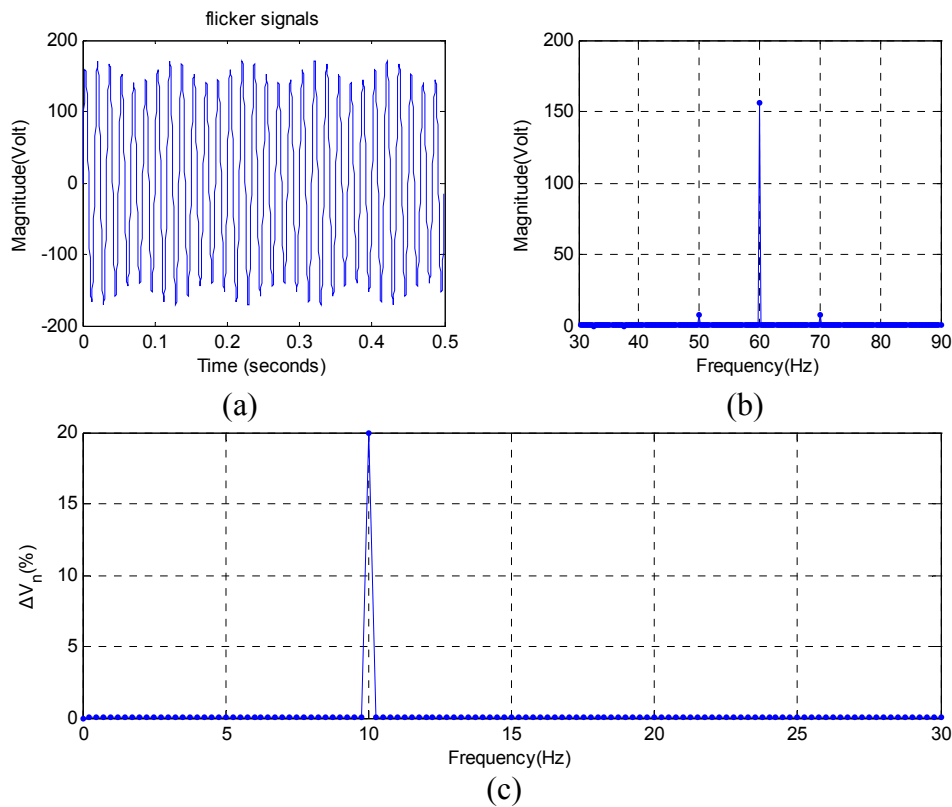 flicker signals
200
100
0
-100
-200
Magnitude(Volt)
0 0.1 0.2 0.3 0.4 0.5
Time (seconds)
(a)
200
150
100
50
0
Magnitude(Volt)
30 40 50 60 70 80 90
Frequency(Hz)
(b)
20
15
10
5
0
ΔVn(%)
0 5 10 15 20 25 30
Frequency(Hz)
(c)